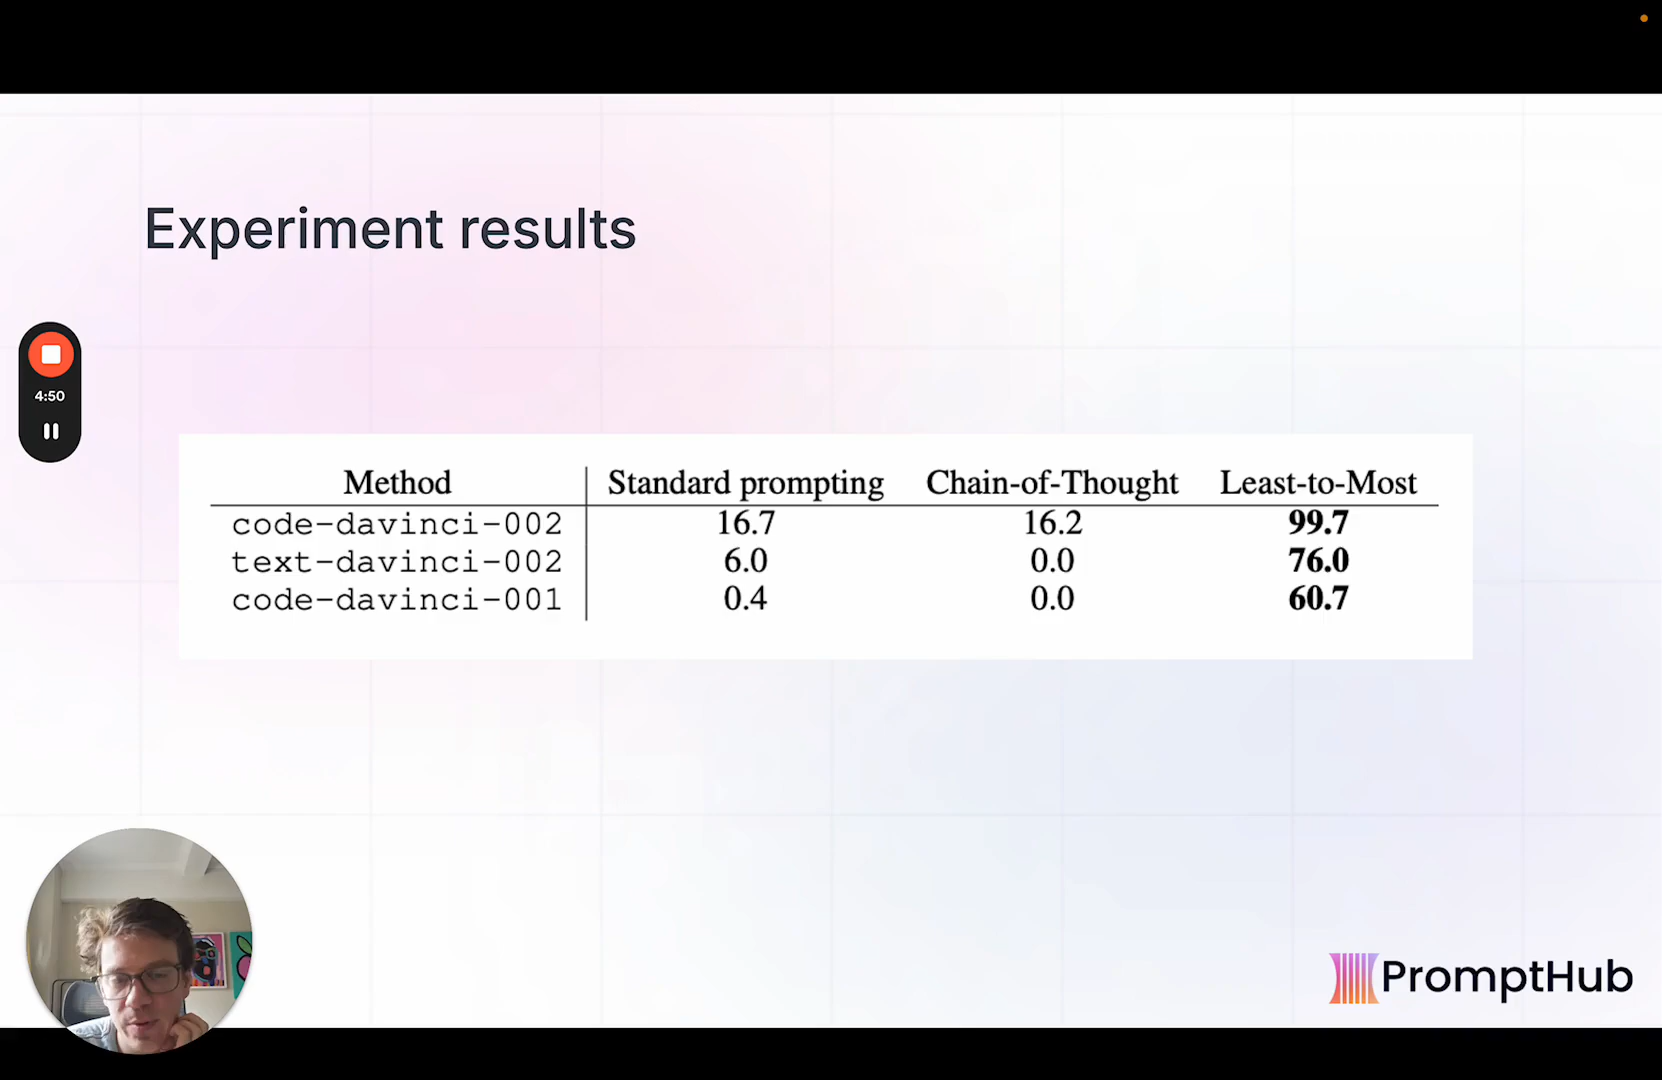 Experiment results
4:50
Method Standard prompting Chain-of-Thought Least-to-Most
code-davinci-002 16.7 16.2 99.7
text-davinci-002 6.0 0.0 76.0
code-davinci-001 0.4 0.0 60.7
PromptHub